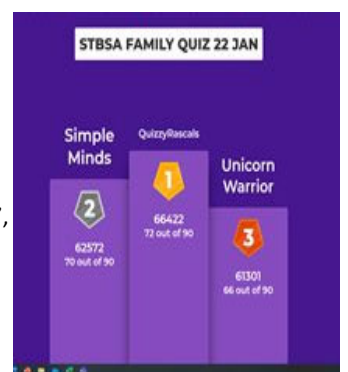 STBSA FAMILY QUIZ 22 JAN
Simple
Minds
2
62572
70 out of 90
QuizzyRascals
1
66422
72 out of 90
Unicorn
Warrior
3
61301
66 out of 90
,